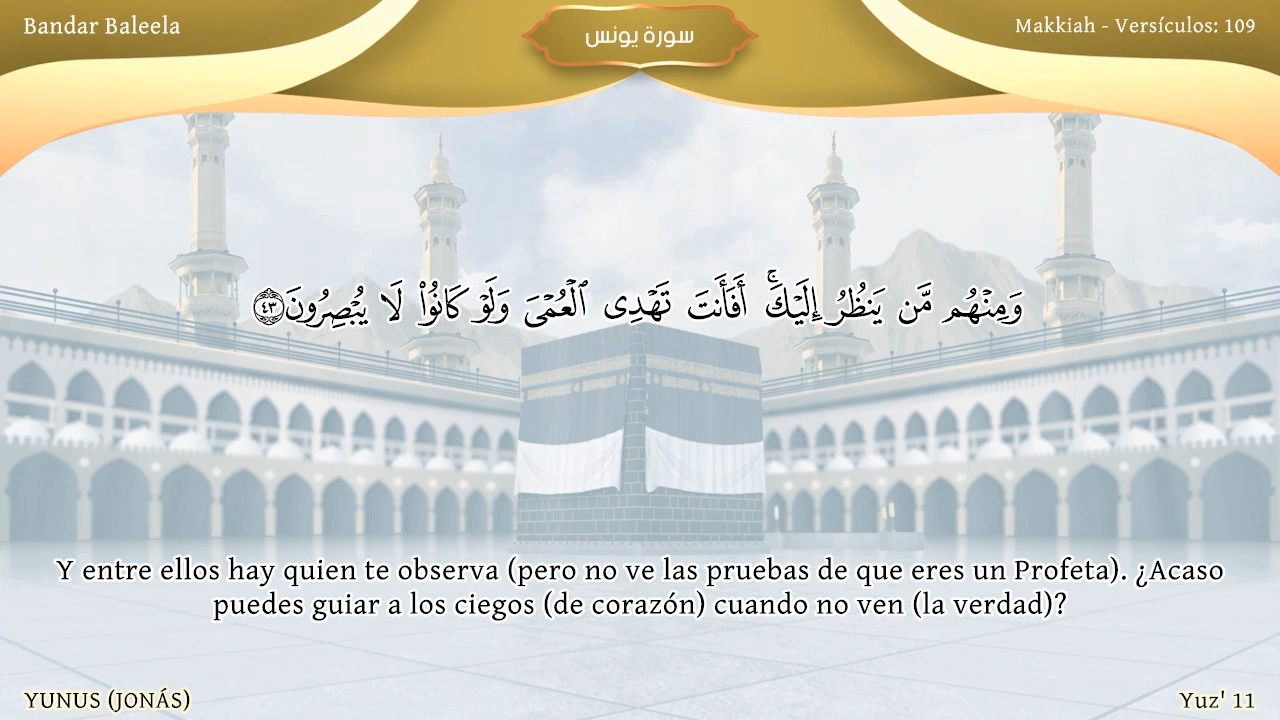 Bandar Baleela
سورة يونس
Makkiah - Versículos: 109
وَمِنْهُم مَّن يَنظُرُ إِلَيْكَ ۚ أَفَأَنتَ تَهْدِى ٱلْعُمْىَ وَلَوْ كَانُوا۟ لَا يُبْصِرُونَ ٤٣
Y entre ellos hay quien te observa (pero no ve las pruebas de que eres un Profeta). ¿Acaso
puedes guiar a los ciegos (de corazón) cuando no ven (la verdad)?
YUNUS (JONÁS)
Yuz' 11